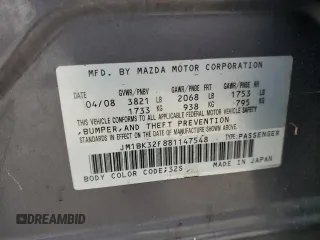 MFD. BY MAZDA MOTOR CORPORATION
DATE GVWR/PNBV GAWR/PNBE FR GAWR/PNBE RR
04/08 3821 LB 2068 LB 1753 LB
1733 KG 938 KG 795 KG
THIS VEHICLE CONFORMS TO ALL APPLICABLE FEDERAL MOTOR VEHICLE SAFETY,
BUMPER, AND THEFT PREVENTION
STANDARDS IN EFFECT ON THE DATE OF MANUFACTURE SHOWN ABOVE.
JM1BK32F881147548 TYPE:PASSENGER
BODY COLOR CODE:32S MADE IN JAPAN
DREAMBID.COM